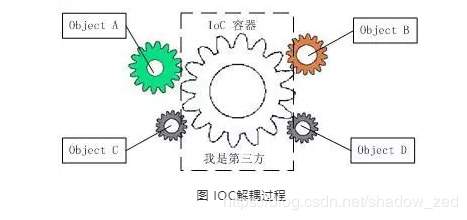 Object A
IoC 容器
Object B
Object C
我是第三方
Object D
图 IOC解耦过程
https://blog.csdn.net/shadow_zed